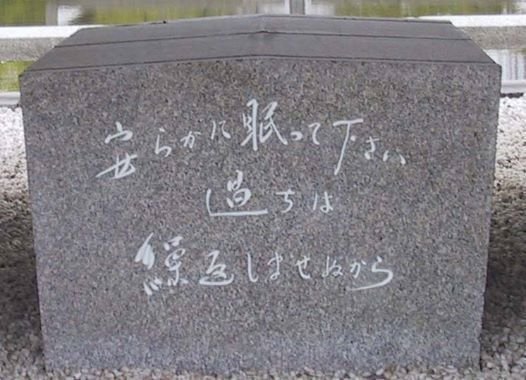 安らかに眠って下さい
過ちは
繰返しませぬから